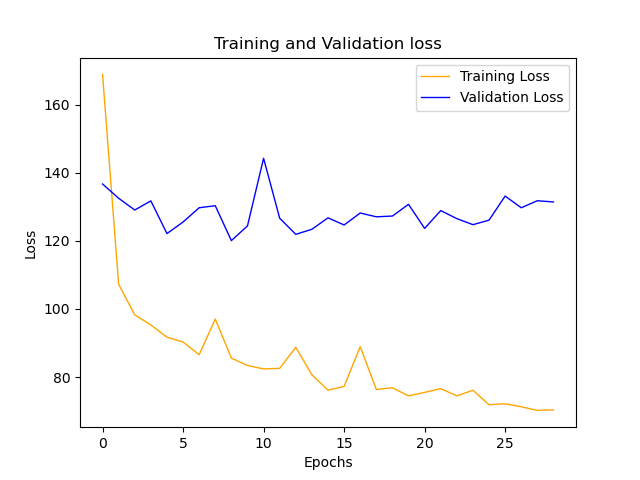 Training and Validation loss
Training Loss
Validation Loss
160
140
120
100
80
Loss
0 5 10 15 20 25
Epochs